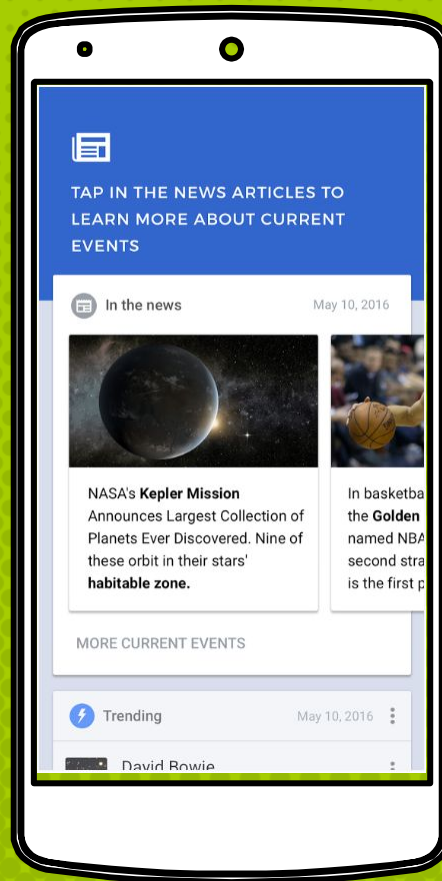 TAP IN THE NEWS ARTICLES TO
LEARN MORE ABOUT CURRENT
EVENTS
In the news
May 10, 2016
NASA's Kepler Mission
Announces Largest Collection of
Planets Ever Discovered. Nine of
these orbit in their stars'
habitable zone.
In basketba
the Golden
named NBA
second stra
is the first p
MORE CURRENT EVENTS
Trending
May 10, 2016
David Bowie